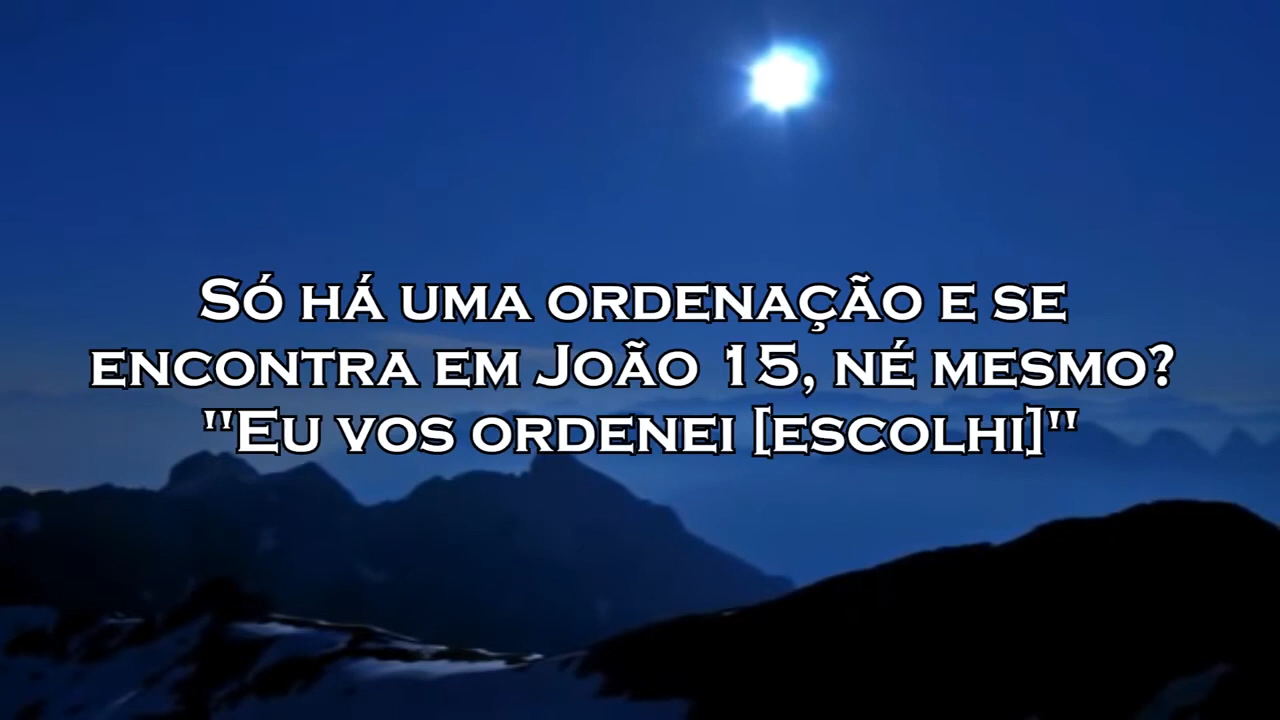 Só há uma ordenação e se
encontra em João 15, né mesmo?
"Eu vos ordenei [escolhi]"